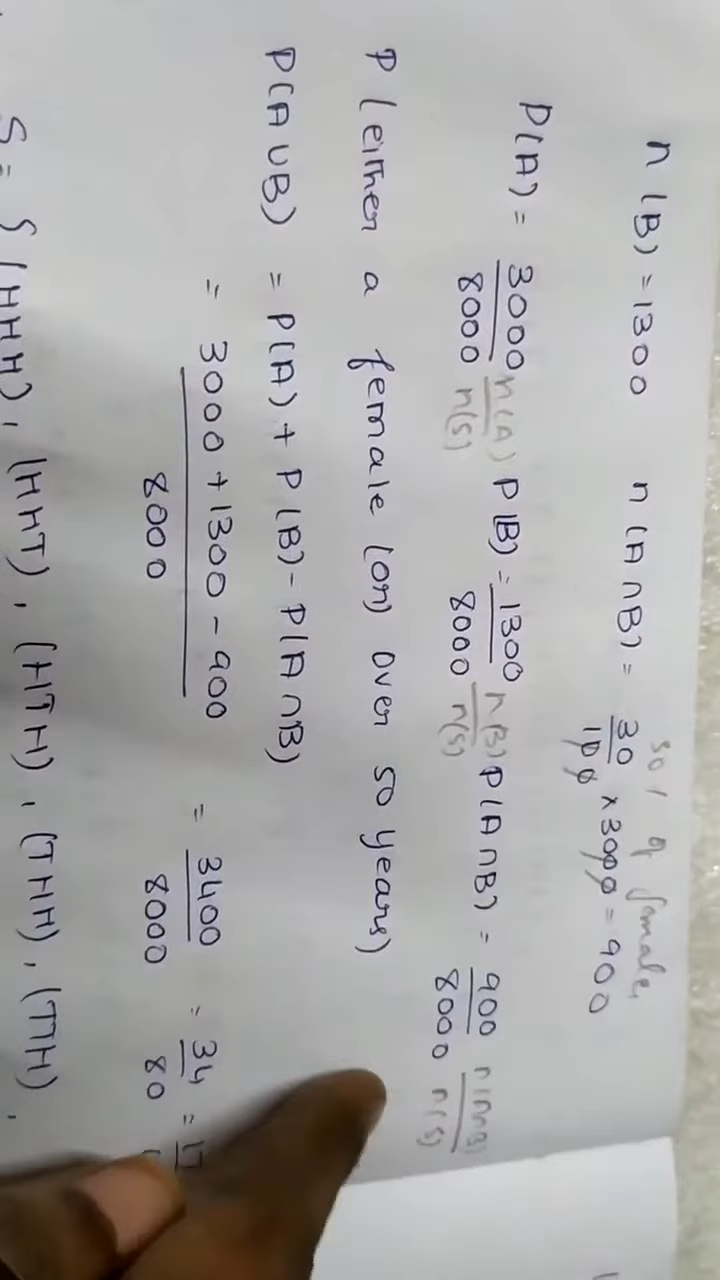 30% of female
n(B) = 1300 n(A∩B) = 30/100 × 3000 = 900
P(A) = 3000/8000 n(A)/n(S) P(B) = 1300/8000 n(B)/n(S) P(A∩B) = 900/8000 n(A∩B)/n(S)
P (either a female (or) over 50 years)
P(A∪B) = P(A) + P(B) - P(A∩B)
= 3000 + 1300 - 900/8000 = 3400/8000 = 34/80 = 17
S = { (HHH), (HHT), (HTH), (THH), (TTH),